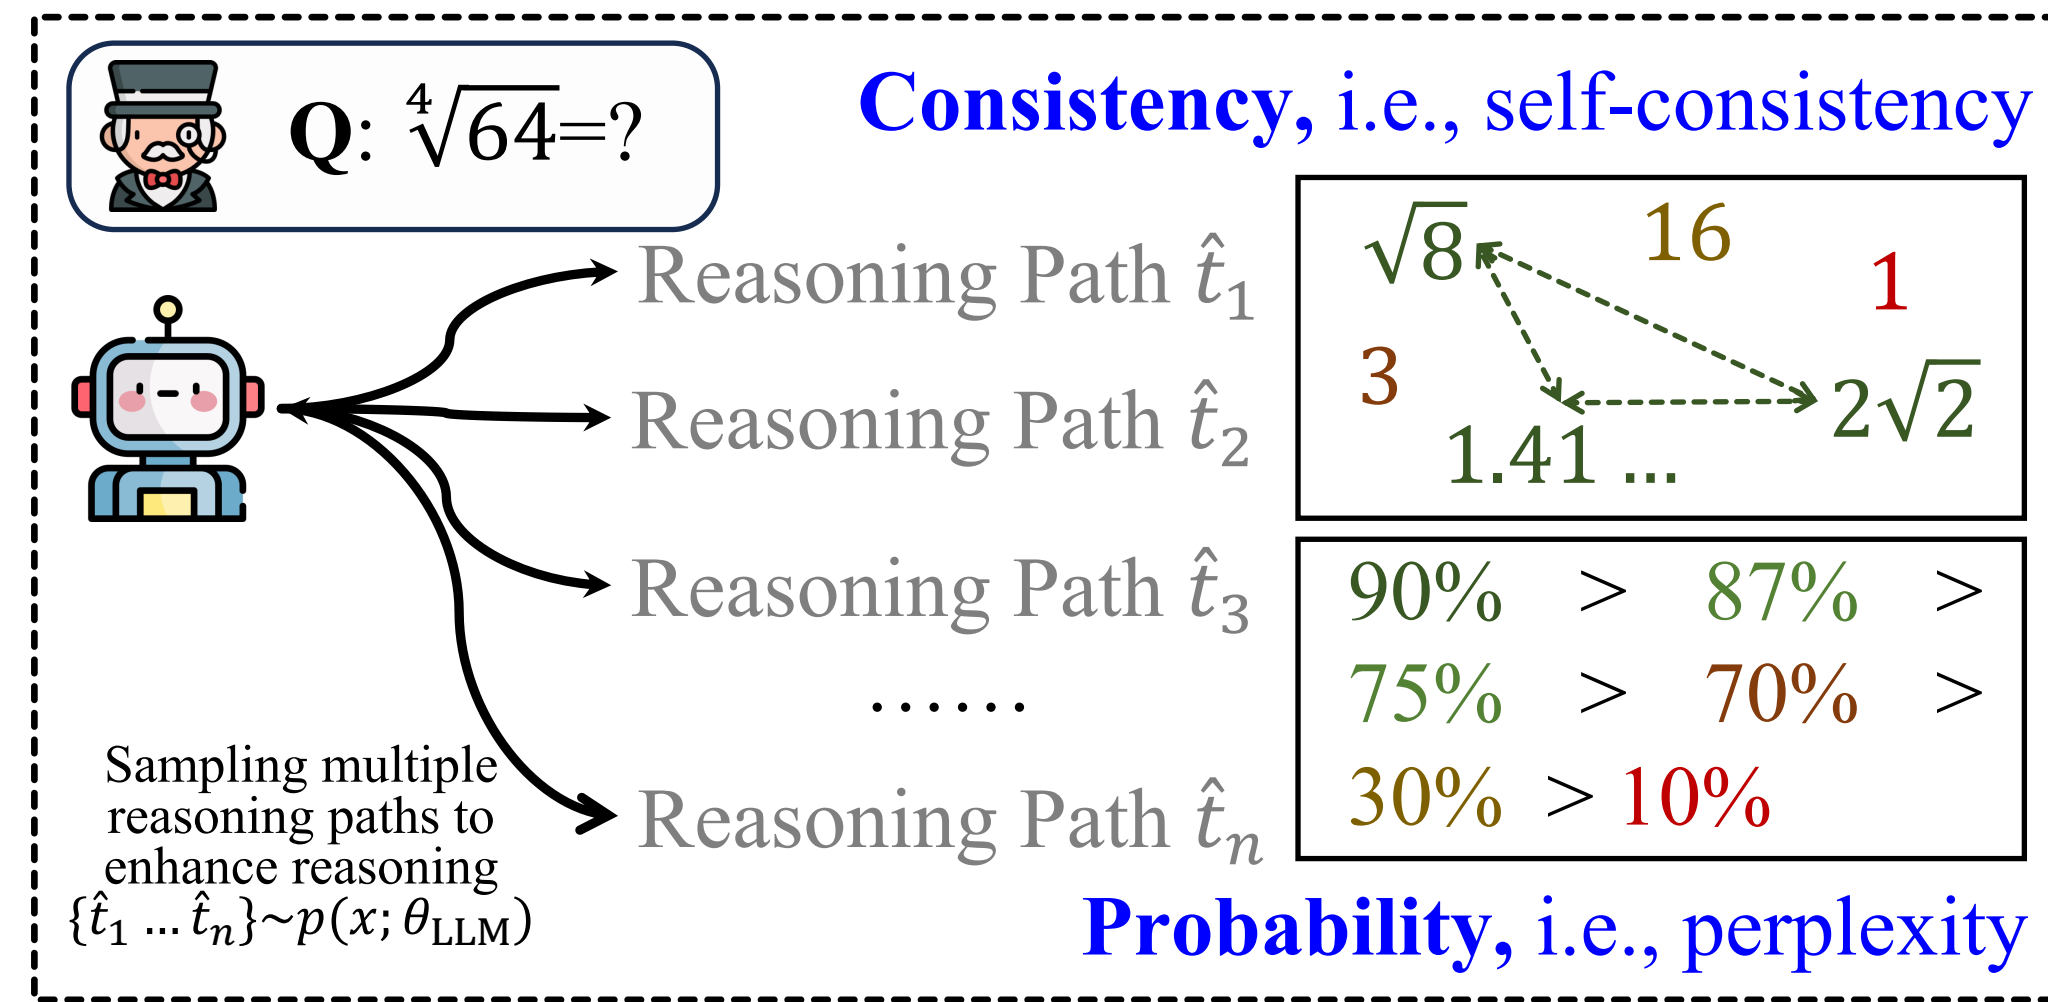 Q: ∜64=?
Consistency, i.e., self-consistency
Reasoning Path t̂₁
Reasoning Path t̂₂
Reasoning Path t̂₃
......
Reasoning Path t̂ₙ
√8
16
1
3
1.41 ...
2√2
90% > 87% >
75% > 70% >
30% > 10%
Sampling multiple
reasoning paths to
enhance reasoning
{t̂₁ ... t̂ₙ}~p(x; θ_LLM)
Probability, i.e., perplexity